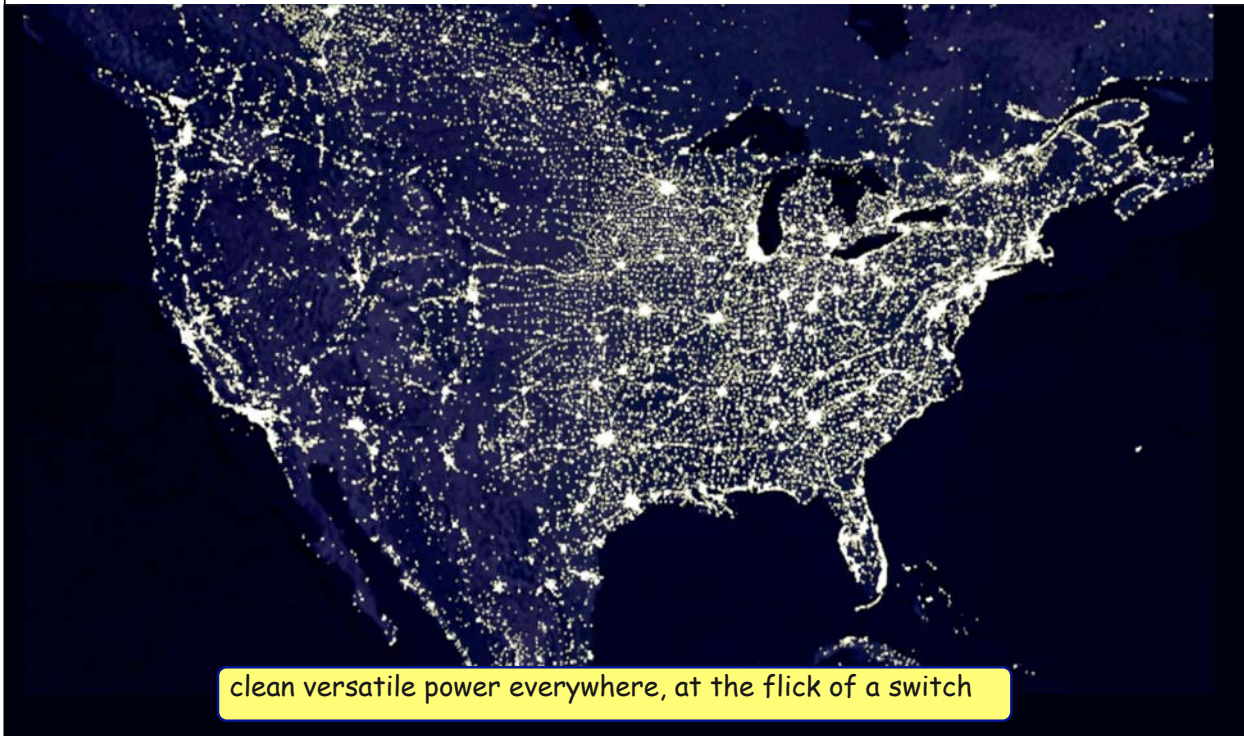 clean versatile power everywhere, at the flick of a switch